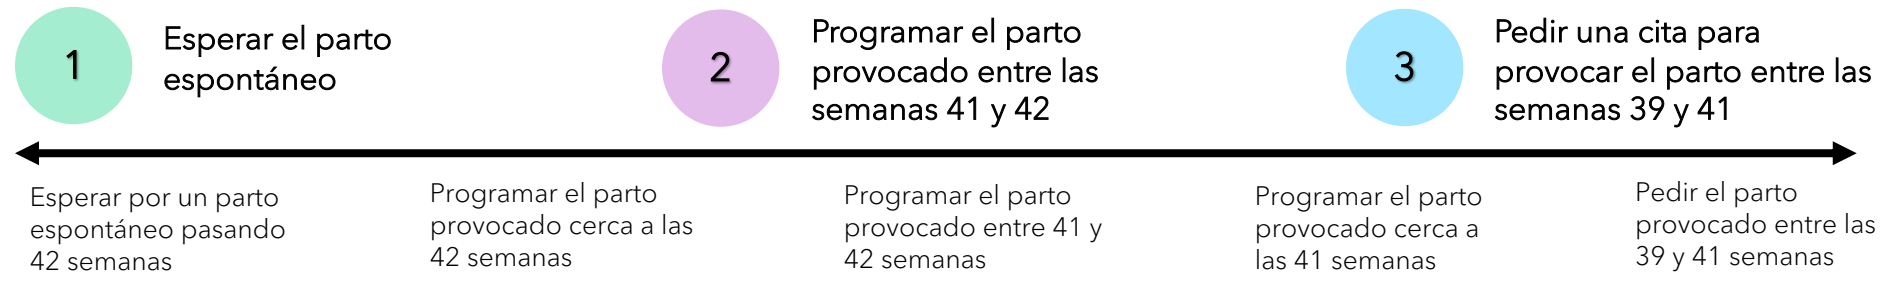 1
Esperar el parto
espontáneo
2
Programar el parto
provocado entre las
semanas 41 y 42
3
Pedir una cita para
provocar el parto entre las
semanas 39 y 41
Esperar por un parto
espontáneo pasando
42 semanas
Programar el parto
provocado cerca a las
42 semanas
Programar el parto
provocado entre 41 y
42 semanas
Programar el parto
provocado cerca a
las 41 semanas
Pedir el parto
provocado entre las
39 y 41 semanas